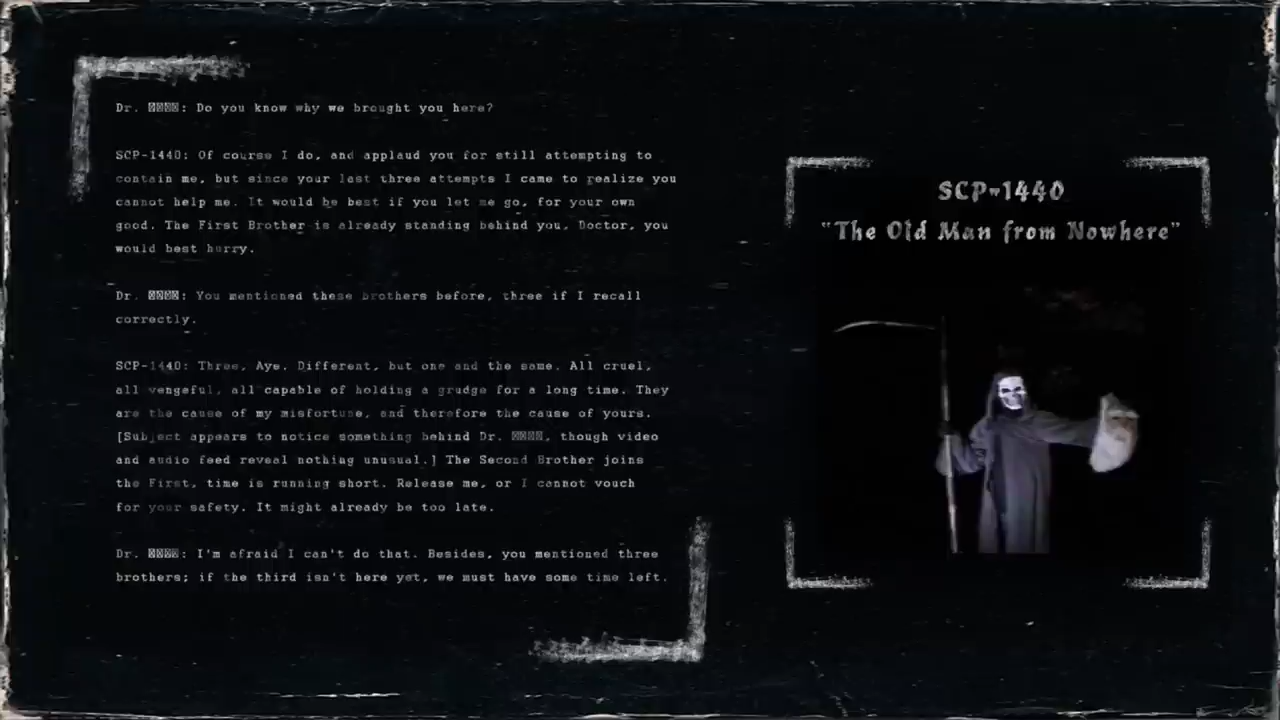 Dr. ████: Do you know why we brought you here?
SCP-1440: Of course I do, and applaud you for still attempting to
contain me, but since your last three attempts I came to realize you
cannot help me. It would be best if you let me go, for your own
good. The First Brother is already standing behind you, Doctor, you
would best hurry.
Dr. ████: You mentioned these brothers before, three if I recall
correctly.
SCP-1440: Three, Aye. Different, but one and the same. All cruel,
all vengeful, all capable of holding a grudge for a long time. They
are the cause of my misfortune, and therefore the cause of yours.
[Subject appears to notice something behind Dr. ████, though video
and audio feed reveal nothing unusual.] The Second Brother joins
the First, time is running short. Release me, or I cannot vouch
for your safety. It might already be too late.
Dr. ████: I'm afraid I can't do that. Besides, you mentioned three
brothers; if the third isn't here yet, we must have some time left.
SCP-1440
"The Old Man from Nowhere"